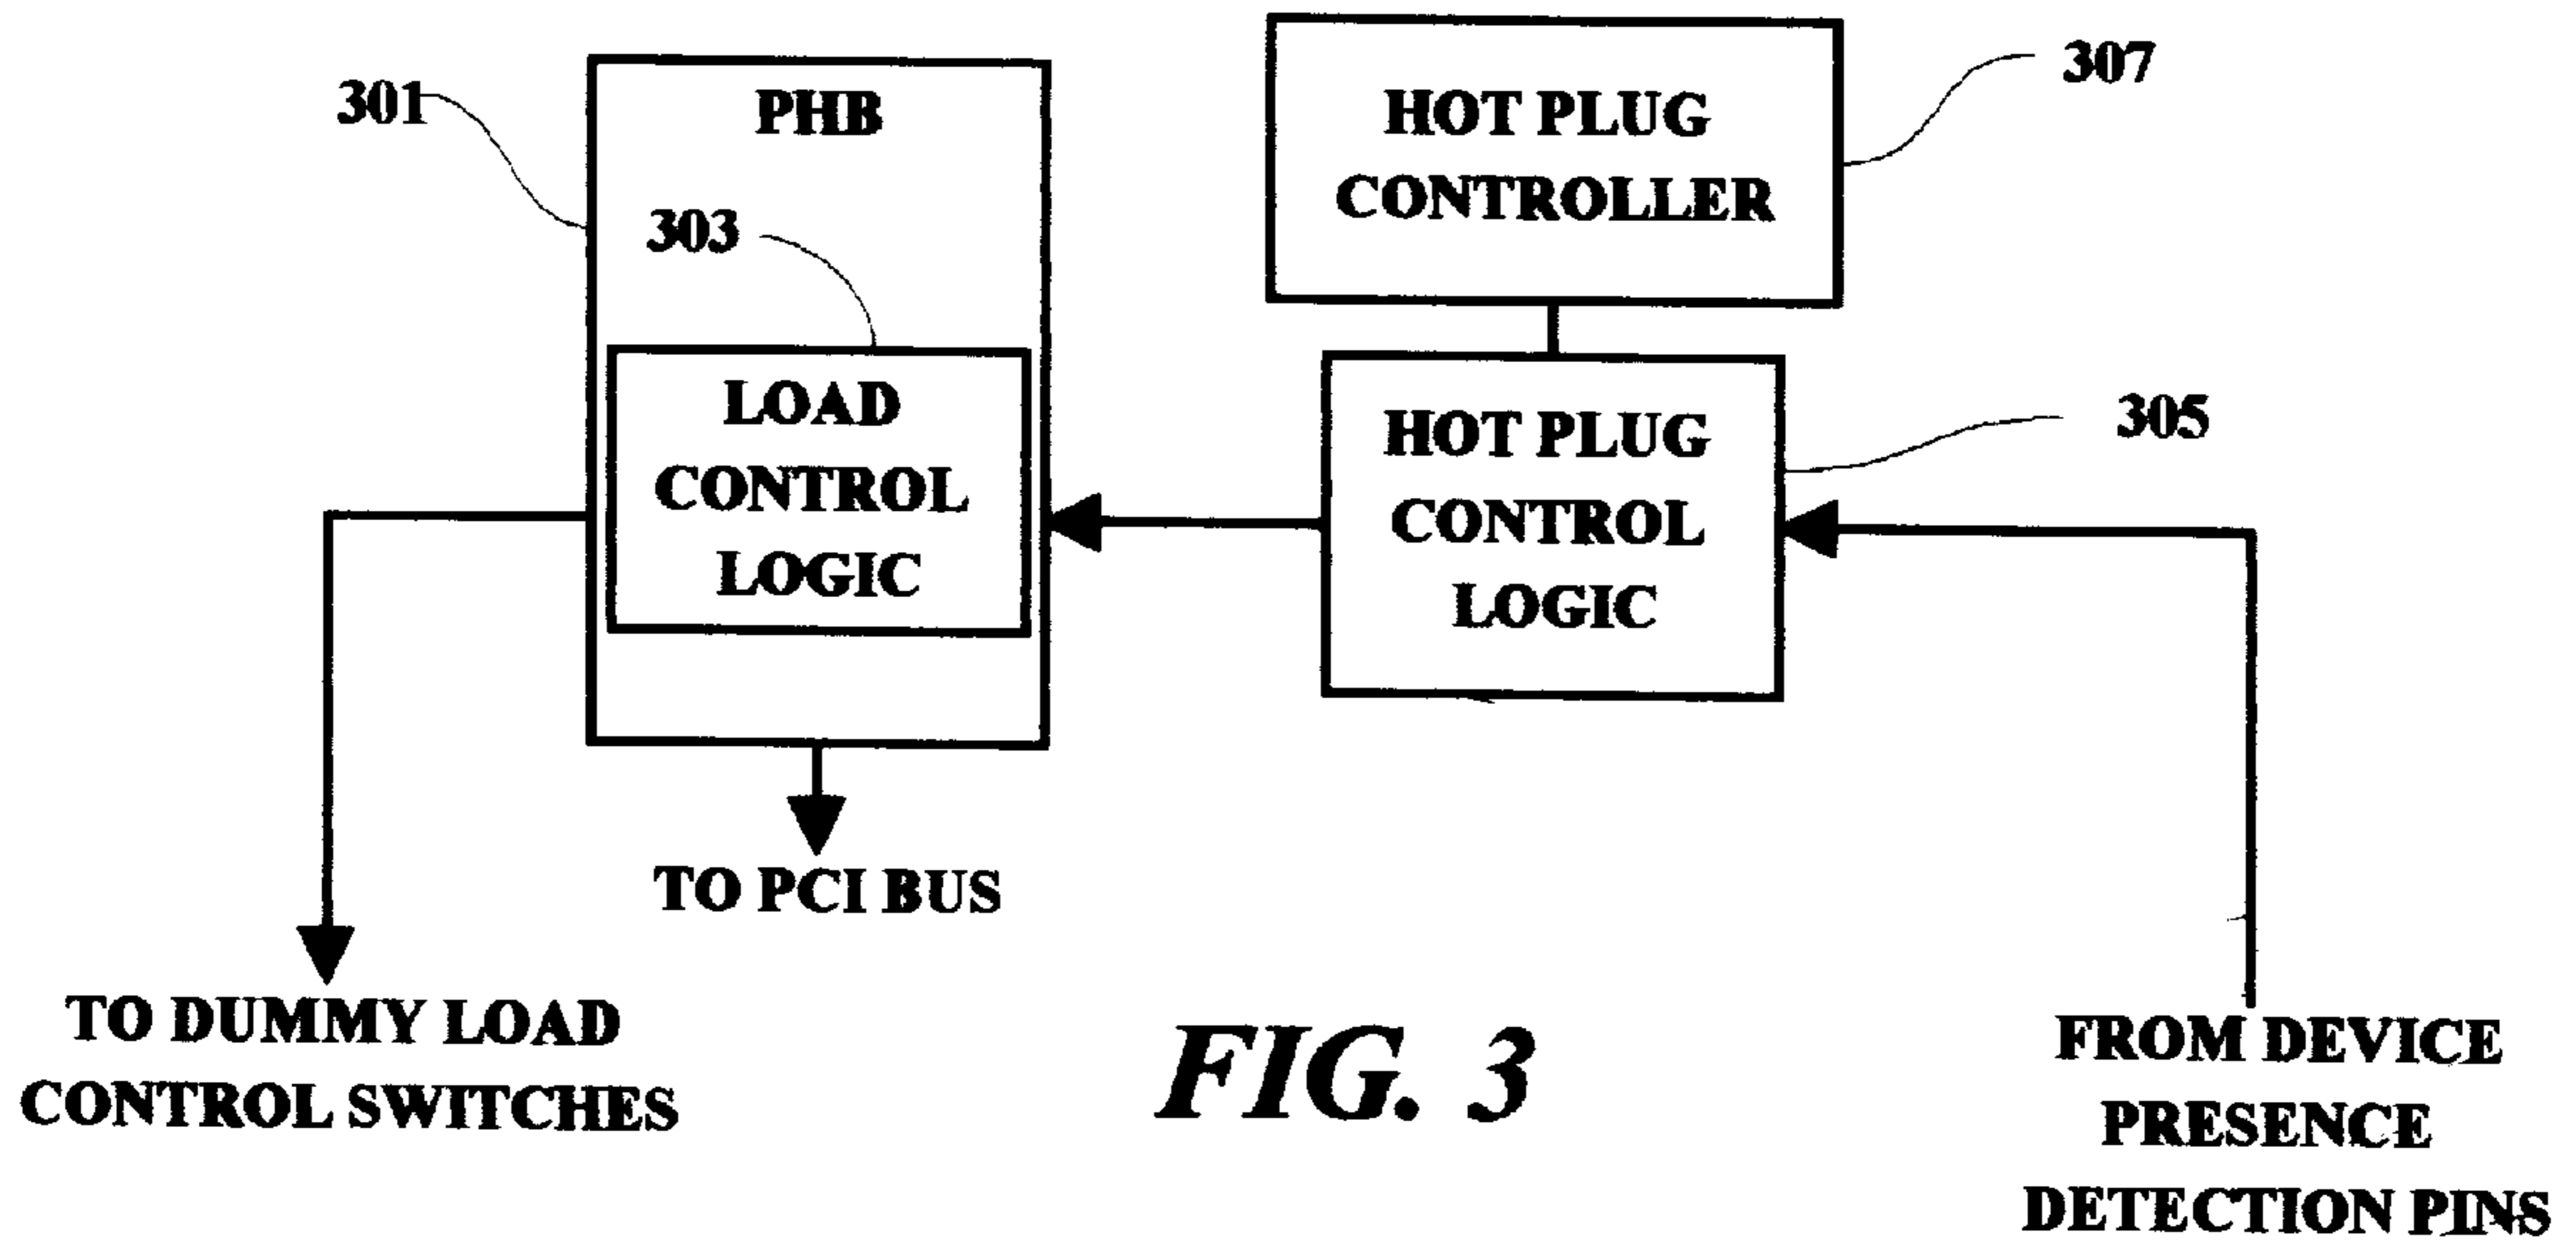 301
PHB
303
LOAD
CONTROL
LOGIC
HOT PLUG
CONTROLLER
307
HOT PLUG
CONTROL
LOGIC
305
TO PCI BUS
TO DUMMY LOAD
CONTROL SWITCHES
FROM DEVICE
PRESENCE
DETECTION PINS
FIG. 3